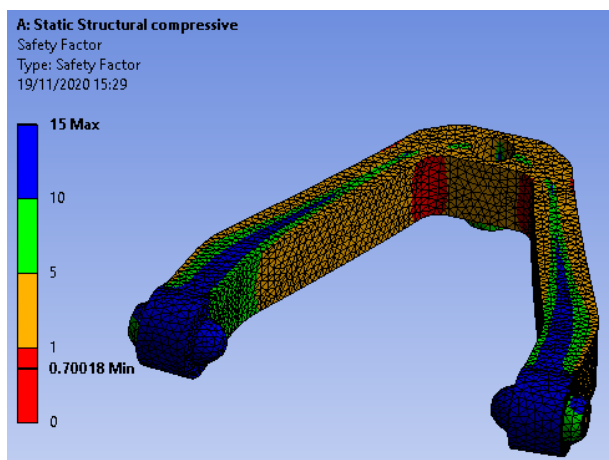 A: Static Structural compressive
Safety Factor
Type: Safety Factor
19/11/2020 15:29
15 Max
10
5
1
0.70018 Min
0